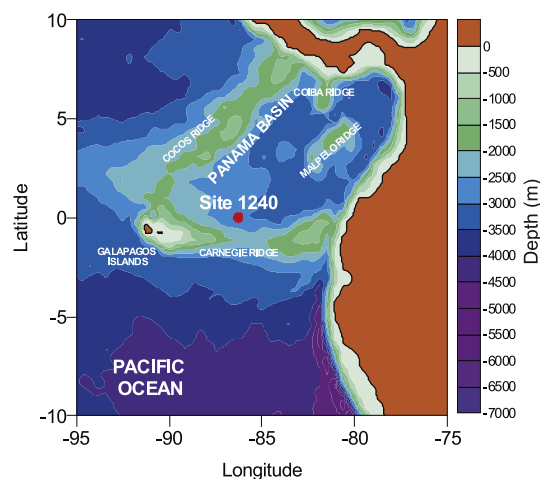 10
5
0
-5
-10
Latitude
-95
-90
-85
-80
-75
Longitude
COIBA RIDGE
COCOS RIDGE
PANAMA BASIN
MALPELO RIDGE
Site 1240
GALAPAGOS
ISLANDS
CARNEGIE RIDGE
PACIFIC
OCEAN
0
-500
-1000
-1500
-2000
-2500
-3000
-3500
-4000
-4500
-5000
-5500
-6000
-6500
-7000
Depth (m)